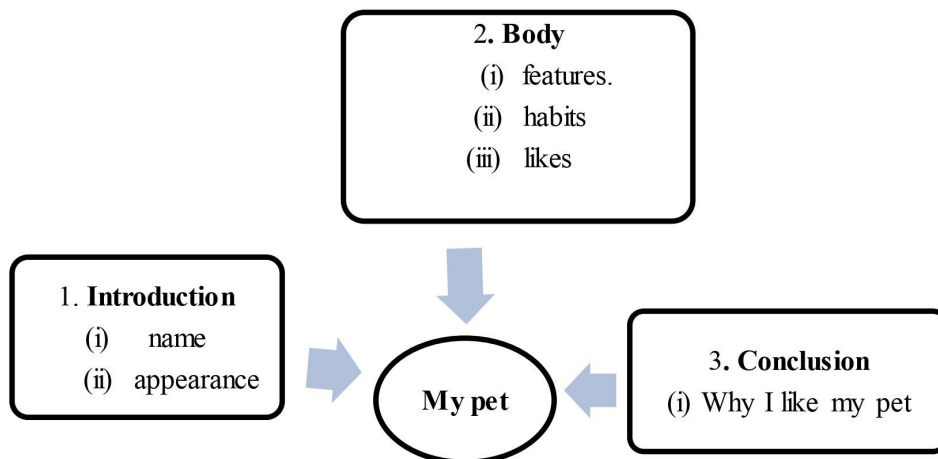 2. Body
(i) features.
(ii) habits
(iii) likes
1. Introduction
(i) name
(ii) appearance
3. Conclusion
(i) Why I like my pet
My pet